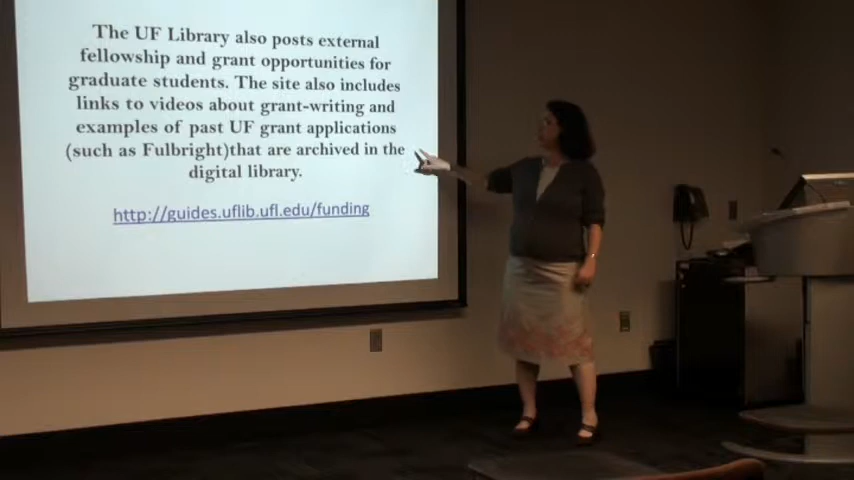 The UF Library also posts external
fellowship and grant opportunities for
graduate students. The site also includes
links to videos about grant-writing and
examples of past UF grant applications
(such as Fulbright)that are archived in the
digital library.
http://guides.uflib.ufl.edu/funding